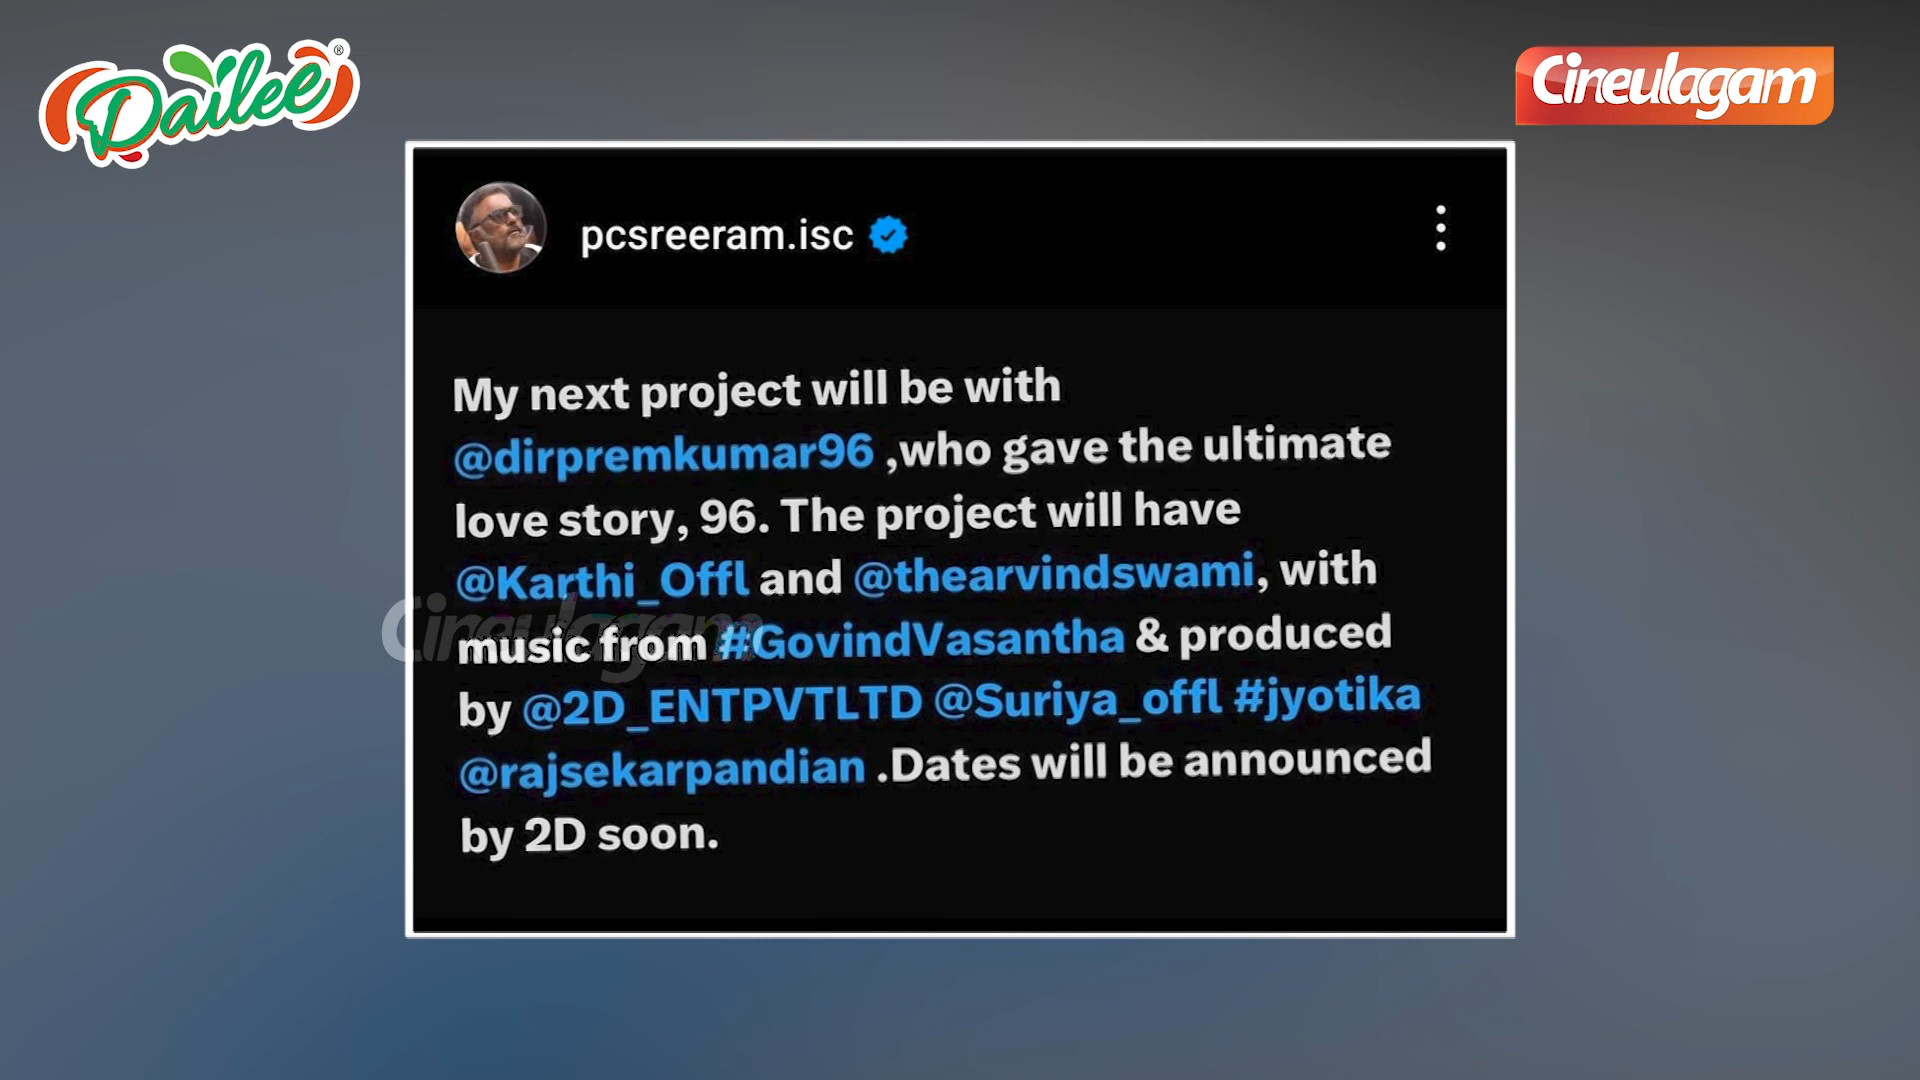 Dailee®
Cineulagam
pcsreeram.isc
My next project will be with
@dirpremkumar96 ,who gave the ultimate
love story, 96. The project will have
@Karthi_Offl and @thearvindswami, with
Cineulagam
music from #GovindVasantha & produced
by @2D_ENTPVTLTD @Suriya_offl #jyotika
@rajsekarpandian .Dates will be announced
by 2D soon.